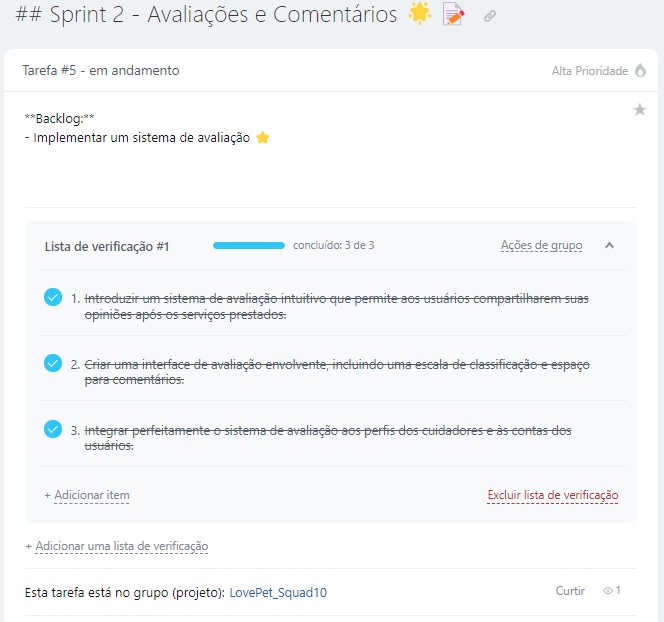 ## Sprint 2 - Avaliações e Comentários 🌟 📝
Tarefa #5 - em andamento
Alta Prioridade
**Backlog:**
- Implementar um sistema de avaliação ⭐
Lista de verificação #1
concluído: 3 de 3
Ações de grupo
1. Introduzir um sistema de avaliação intuitivo que permite aos usuários compartilharem suas
opiniões após os serviços prestados.
2. Criar uma interface de avaliação envolvente, incluindo uma escala de classificação e espaço
para comentários.
3. Integrar perfeitamente o sistema de avaliação aos perfis dos cuidadores e às contas dos
usuários.
+ Adicionar item
Excluir lista de verificação
+ Adicionar uma lista de verificação
Esta tarefa está no grupo (projeto): LovePet_Squad10
Curtir
1